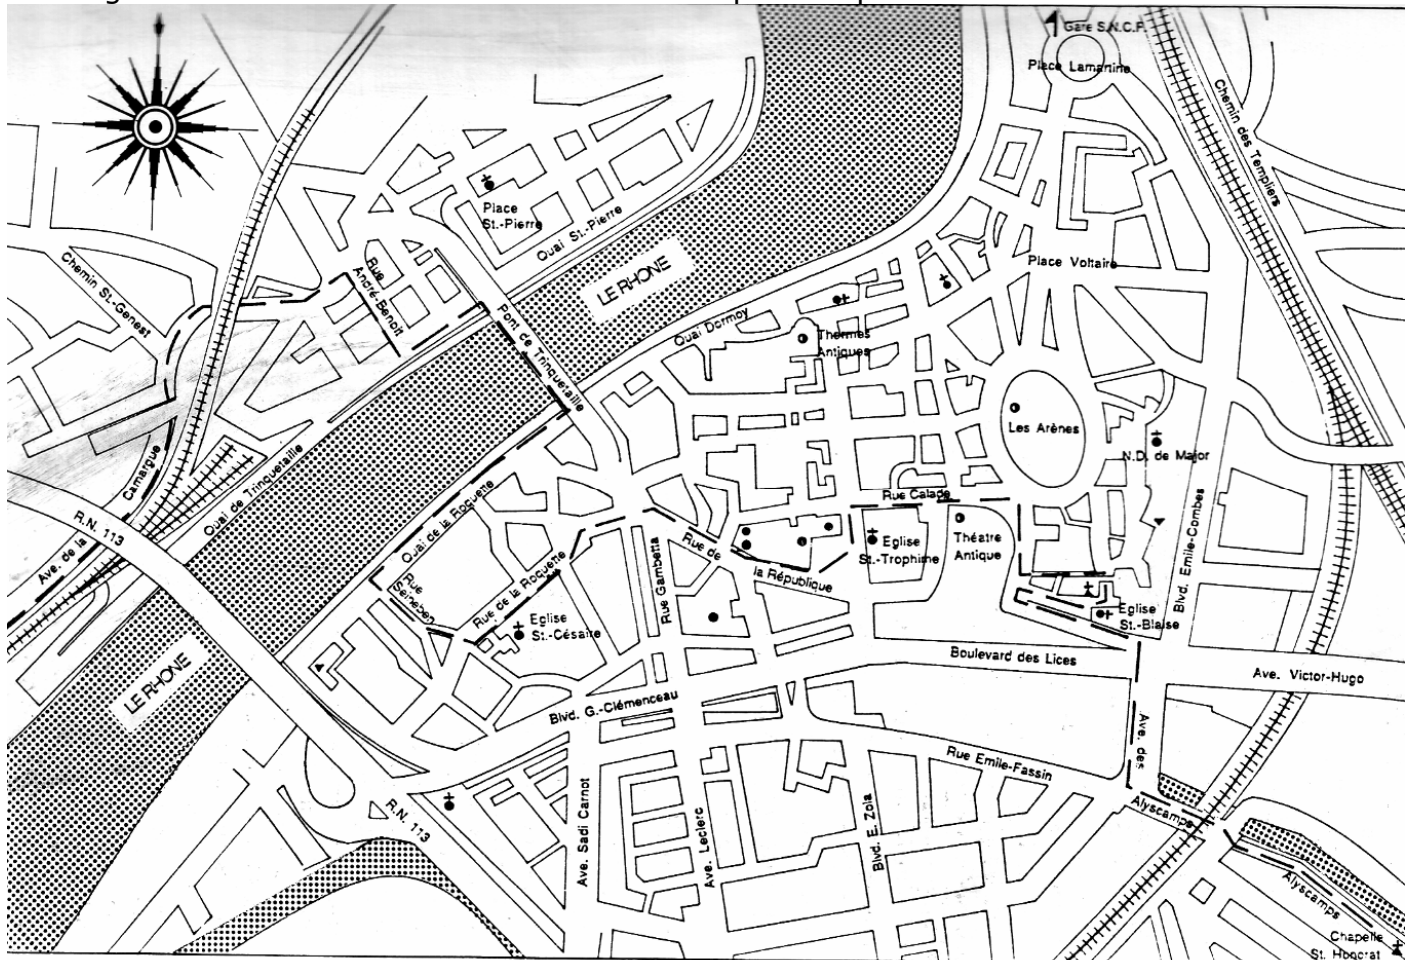 Gare S.N.C.F.
Place Lamartine
Chemin des Templiers
Place
St.-Pierre
Quai St.-Pierre
Chemin St.-Genest
Rue
André-Benoit
LE RHONE
Place Voltaire
Pont de Trinquetaille
Quai Dormoy
Thermes
Antiques
Les Arènes
N.D. de Major
Camargue
Ave. de la
R.N. 113
Quai de Trinquetaille
Quai de la Roquette
Rue Calade
Rue de
la République
Eglise
St.-Trophime
Théatre
Antique
Blvd. Emile-Combes
Rue de la Roquette
Rue Gambetta
Eglise
St.-Césaire
Eglise
St.-Blaise
LE RHONE
Boulevard des Lices
Ave. Victor-Hugo
Blvd. G.-Clémenceau
Rue Emile-Fassin
Ave. des
Alyscamps
R.N. 113
Ave. Sadi Carnot
Ave. Leclerc
Blvd. E. Zola
Alyscamps
Chapelle
St. Honorat